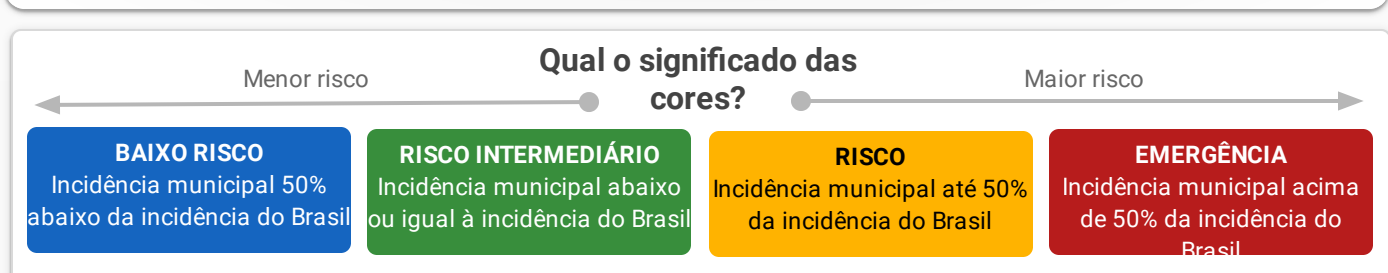 Qual o significado das
cores?
Menor risco
Maior risco
BAIXO RISCO
Incidência municipal 50%
abaixo da incidência do Brasil
RISCO INTERMEDIÁRIO
Incidência municipal abaixo
ou igual à incidência do Brasil
RISCO
Incidência municipal até 50%
da incidência do Brasil
EMERGÊNCIA
Incidência municipal acima
de 50% da incidência do
Brasil